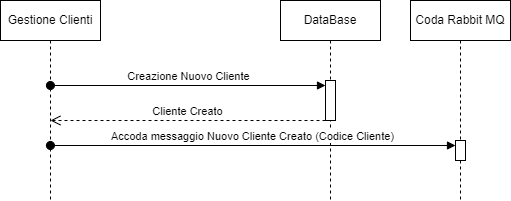 Gestione Clienti
DataBase
Coda Rabbit MQ
Creazione Nuovo Cliente
Cliente Creato
Accoda messaggio Nuovo Cliente Creato (Codice Cliente)